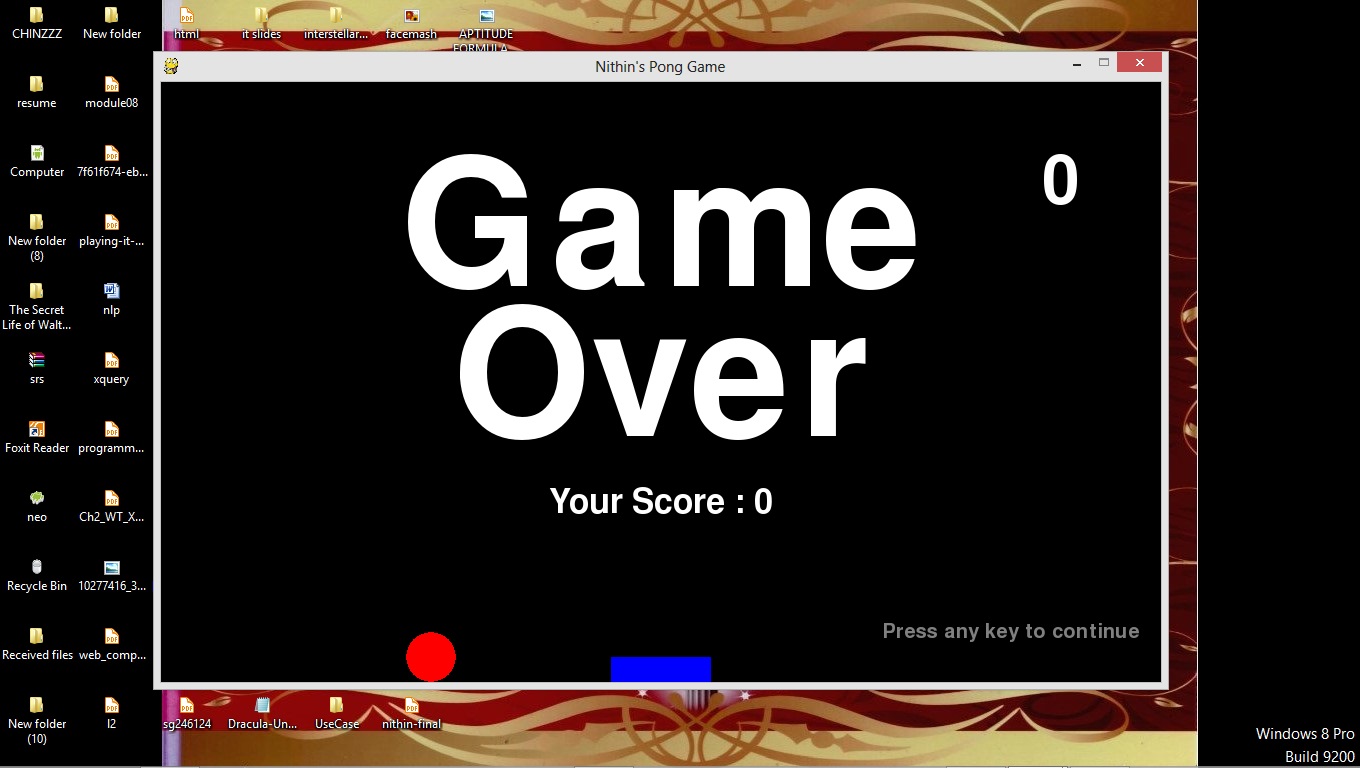 CHINZZZ
New folder
html
it slides
interstellar...
facemash
APTITUDE
FORMULA
Nithin's Pong Game
resume
module08
Computer
7f61f674-eb...
New folder
(8)
playing-it-...
The Secret
Life of Walt...
nlp
srs
xquery
Foxit Reader
programm...
neo
Ch2_WT_X...
Recycle Bin
10277416_3...
Received files
web_comp...
New folder
(10)
l2
sg246124
Dracula-Un...
UseCase
nithin-final
Game
Over
0
Your Score : 0
Press any key to continue
Windows 8 Pro
Build 9200